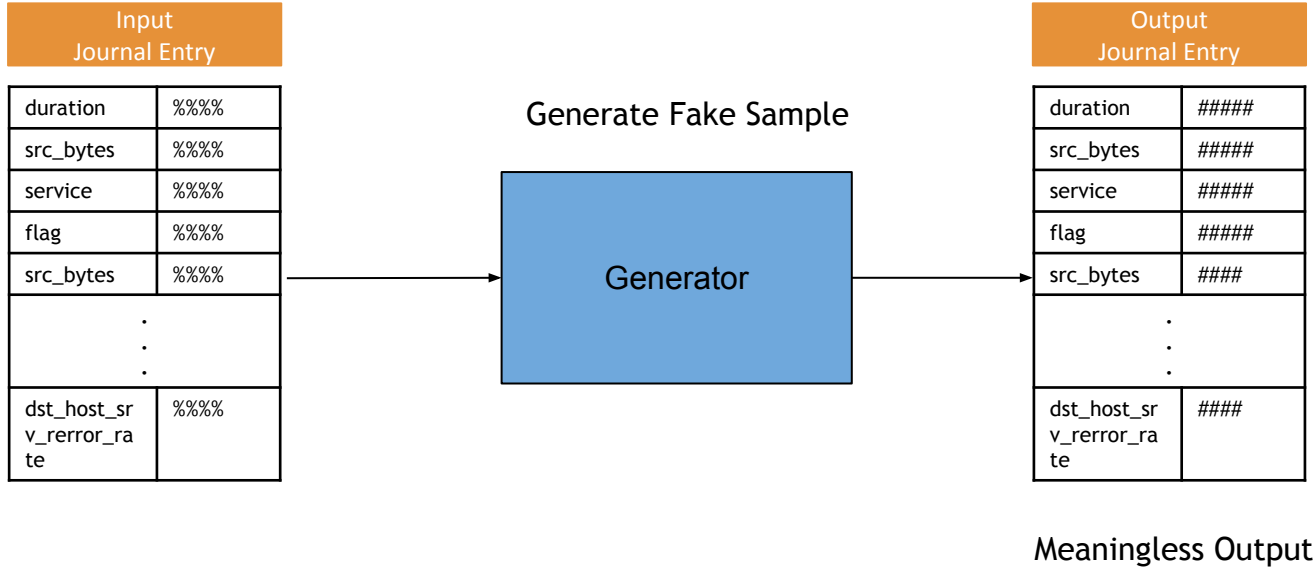 Input
Journal Entry
duration %%%%
src_bytes %%%%
service %%%%
flag %%%%
src_bytes %%%%
.
.
.
dst_host_sr %%%%
v_rerror_ra
te
Generate Fake Sample
Generator
Output
Journal Entry
duration #####
src_bytes #####
service #####
flag #####
src_bytes ####
.
.
.
dst_host_sr ####
v_rerror_ra
te
Meaningless Output